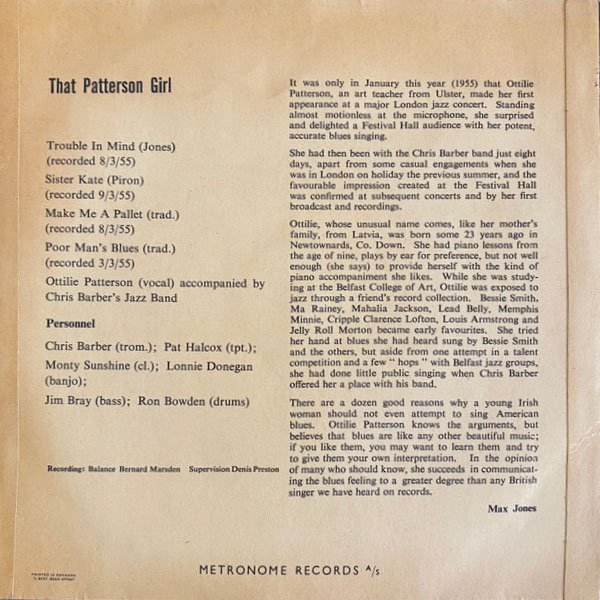 That Patterson Girl
Trouble In Mind (Jones)
(recorded 8/3/55)
Sister Kate (Piron)
(recorded 9/3/55)
Make Me A Pallet (trad.)
(recorded 8/3/55)
Poor Man's Blues (trad.)
(recorded 3/3/55)
Ottilie Patterson (vocal) accompanied by
Chris Barber's Jazz Band
Personnel
Chris Barber (trom.); Pat Halcox (tpt.);
Monty Sunshine (cl.); Lonnie Donegan
(banjo);
Jim Bray (bass); Ron Bowden (drums)
Recording: Balance Bernard Marsden Supervision Denis Preston
It was only in January this year (1955) that Ottilie
Patterson, an art teacher from Ulster, made her first
appearance at a major London jazz concert. Standing
almost motionless at the microphone, she surprised
and delighted a Festival Hall audience with her potent,
accurate blues singing.
She had then been with the Chris Barber band just eight
days, apart from some casual engagements when she
was in London on holiday the previous summer, and the
favourable impression created at the Festival Hall
was confirmed at subsequent concerts and by her first
broadcast and recordings.
Ottilie, whose unusual name comes, like her mother's
family, from Latvia, was born some 23 years ago in
Newtownards, Co. Down. She had piano lessons from
the age of nine, plays by ear for preference, but not well
enough (she says) to provide herself with the kind of
piano accompaniment she likes. While she was study-
ing at the Belfast College of Art, Ottilie was exposed to
jazz through a friend's record collection. Bessie Smith,
Ma Rainey, Mahalia Jackson, Lead Belly, Memphis
Minnie, Cripple Clarence Lofton, Louis Armstrong and
Jelly Roll Morton became early favourites. She tried
her hand at blues she had heard sung by Bessie Smith
and the others, but aside from one attempt in a talent
competition and a few "hops" with Belfast jazz groups,
she had done little public singing when Chris Barber
offered her a place with his band.
There are a dozen good reasons why a young Irish
woman should not even attempt to sing American
blues. Ottilie Patterson knows the arguments, but
believes that blues are like any other beautiful music;
if you like them, you may want to learn them and try
to give them your own interpretation. In the opinion
of many who should know, she succeeds in communicat-
ing the blues feeling to a greater degree than any British
singer we have heard on records.
Max Jones
METRONOME RECORDS A/s
PRINTED IN DENMARK